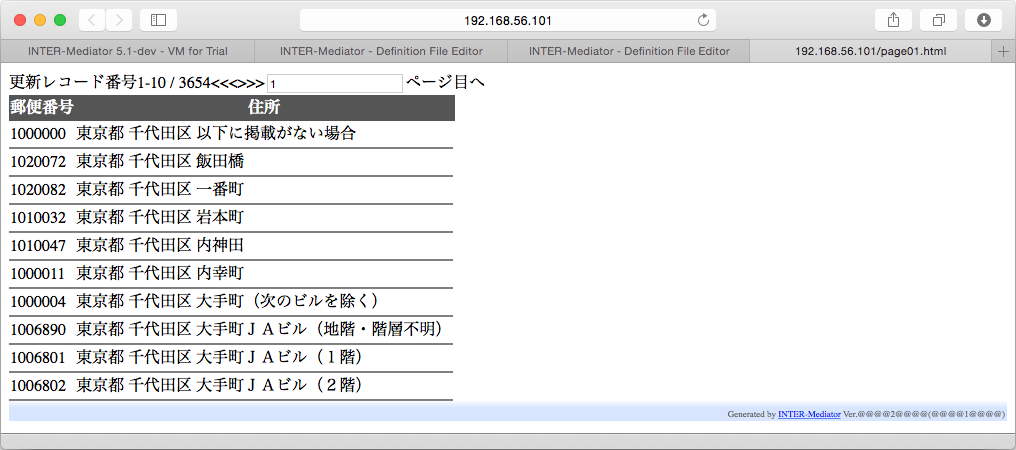 192.168.56.101
INTER-Mediator 5.1-dev - VM for Trial
INTER-Mediator - Definition File Editor
INTER-Mediator - Definition File Editor
192.168.56.101/page01.html
更新レコード番号1-10 / 3654<<<>>> 1 ページ目へ
郵便番号 住所
1000000 東京都 千代田区 以下に掲載がない場合
1020072 東京都 千代田区 飯田橋
1020082 東京都 千代田区 一番町
1010032 東京都 千代田区 岩本町
1010047 東京都 千代田区 内神田
1000011 東京都 千代田区 内幸町
1000004 東京都 千代田区 大手町（次のビルを除く）
1006890 東京都 千代田区 大手町ＪＡビル（地階・階層不明）
1006801 東京都 千代田区 大手町ＪＡビル（１階）
1006802 東京都 千代田区 大手町ＪＡビル（２階）
Generated by INTER-Mediator Ver.@@@@2@@@@(@@@@1@@@@)